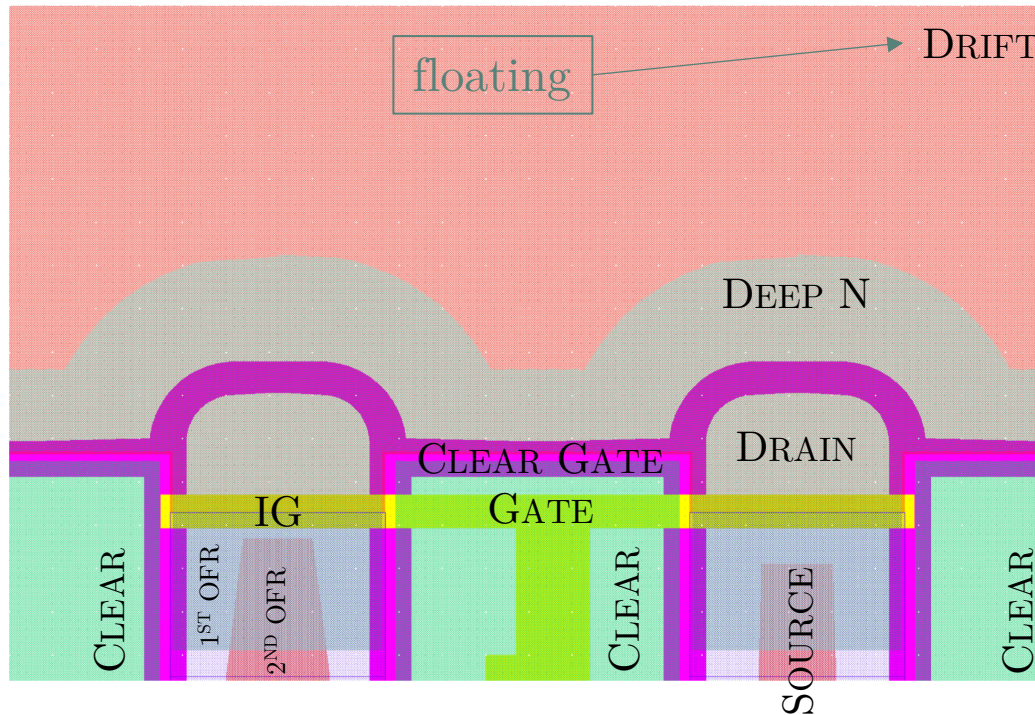 DRIFT
floating
DEEP N
DRAIN
CLEAR GATE
IG
GATE
CLEAR
1ST OFR
2ND OFR
CLEAR
SOURCE
CLEAR